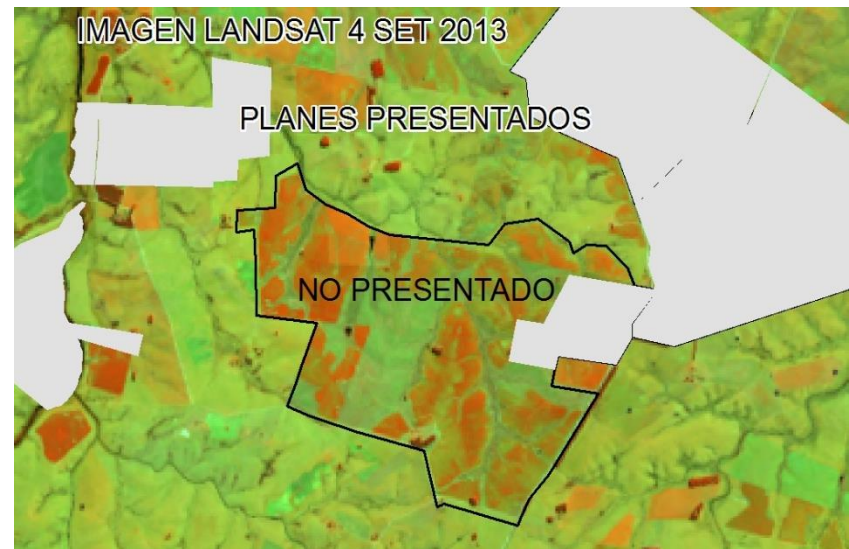 IMAGEN LANDSAT 4 SET 2013
PLANES PRESENTADOS
NO PRESENTADO